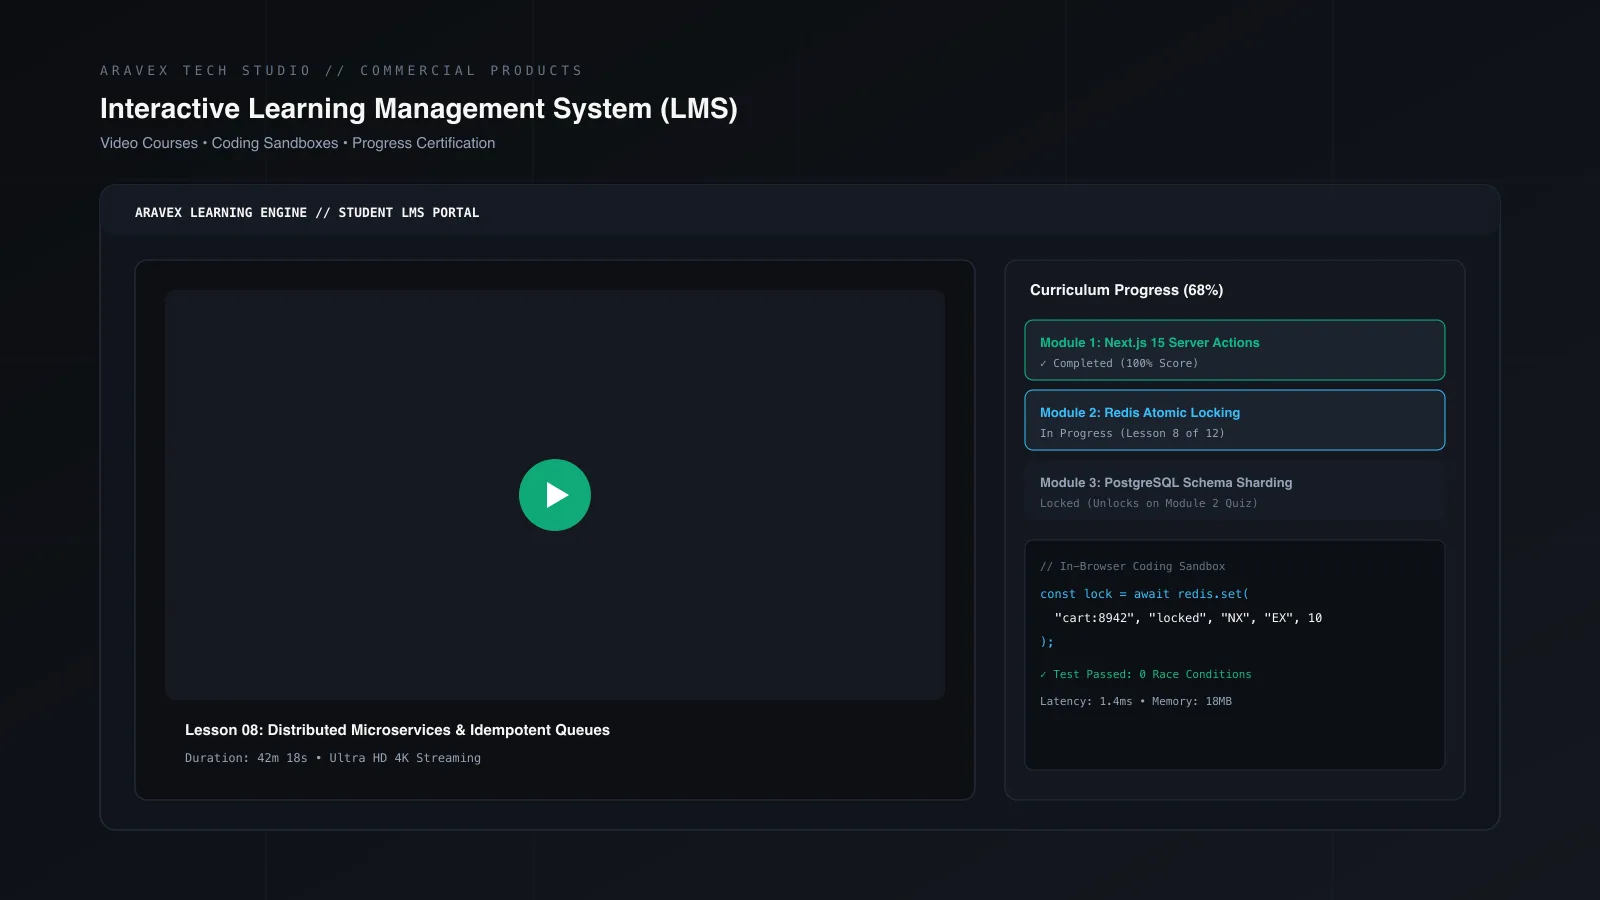 ARAVEX TECH STUDIO // COMMERCIAL PRODUCTS
Interactive Learning Management System (LMS)
Video Courses • Coding Sandboxes • Progress Certification
ARAVEX LEARNING ENGINE // STUDENT LMS PORTAL
Lesson 08: Distributed Microservices & Idempotent Queues
Duration: 42m 18s • Ultra HD 4K Streaming
Curriculum Progress (68%)
Module 1: Next.js 15 Server Actions
✓ Completed (100% Score)
Module 2: Redis Atomic Locking
In Progress (Lesson 8 of 12)
Module 3: PostgreSQL Schema Sharding
Locked (Unlocks on Module 2 Quiz)
// In-Browser Coding Sandbox
const lock = await redis.set(
"cart:8942", "locked", "NX", "EX", 10
);
✓ Test Passed: 0 Race Conditions
Latency: 1.4ms • Memory: 18MB